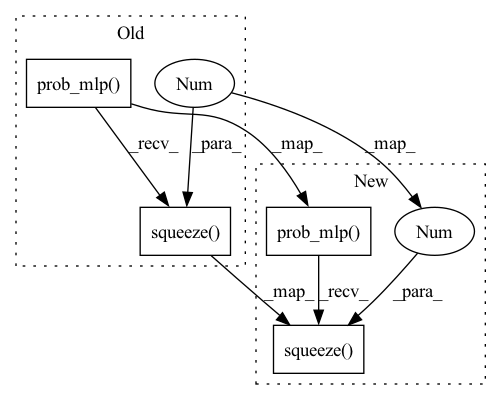 Old
prob_mlp()
Num
_recv_
_para_
_map_
_map_
New
squeeze()
prob_mlp()
Num
_map_
_recv_
_para_
squeeze()